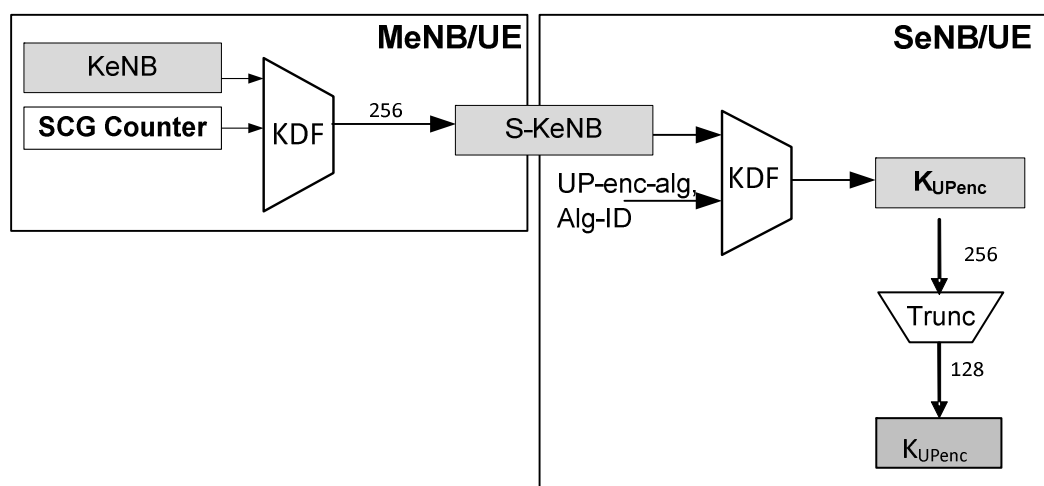 MeNB/UE
KeNB
SCG Counter
KDF
256
S-KeNB
SeNB/UE
UP-enc-alg,
Alg-ID
KDF
KUPenc
256
Trunc
128
KUPenc